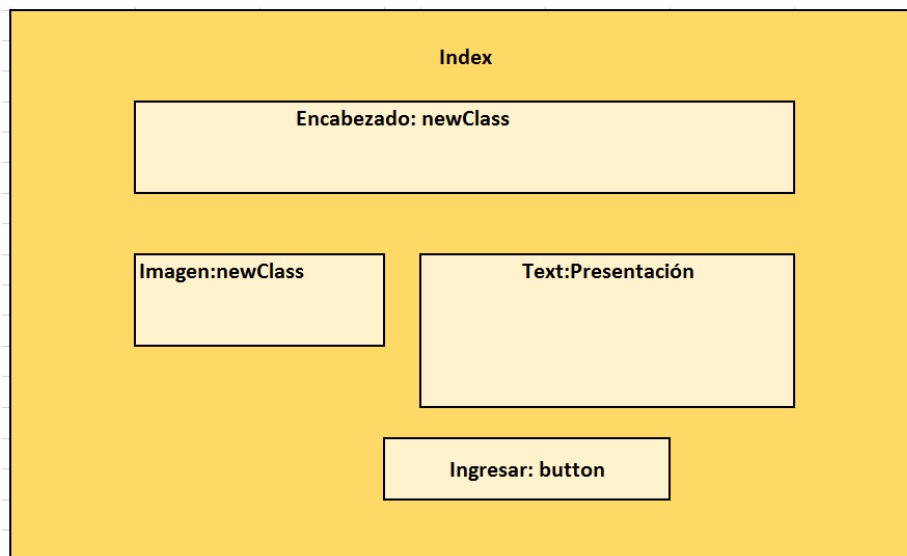 Index
Encabezado: newClass
Imagen:newClass
Text:Presentación
Ingresar: button